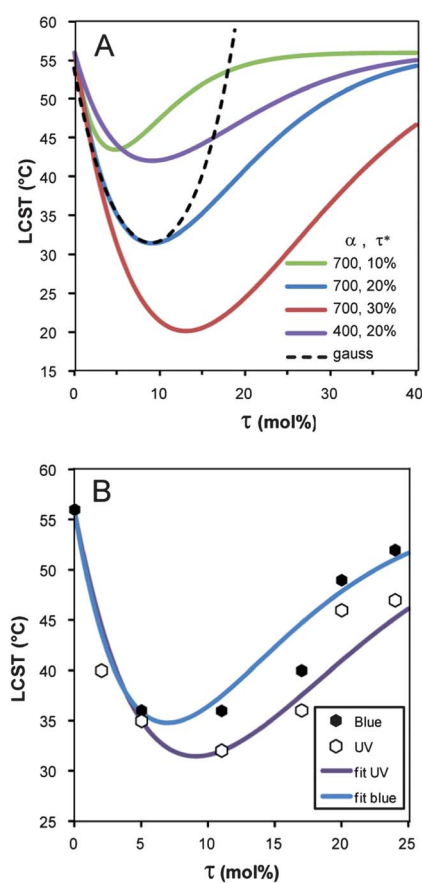 A
60
55
50
45
40
35
30
25
20
15
LCST (°C)
α , τ*
700, 10%
700, 20%
700, 30%
400, 20%
gauss
0 10 20 30 40
τ (mol%)
B
60
55
50
45
40
35
30
25
LCST (°C)
Blue
UV
fit UV
fit blue
0 5 10 15 20 25
τ (mol%)